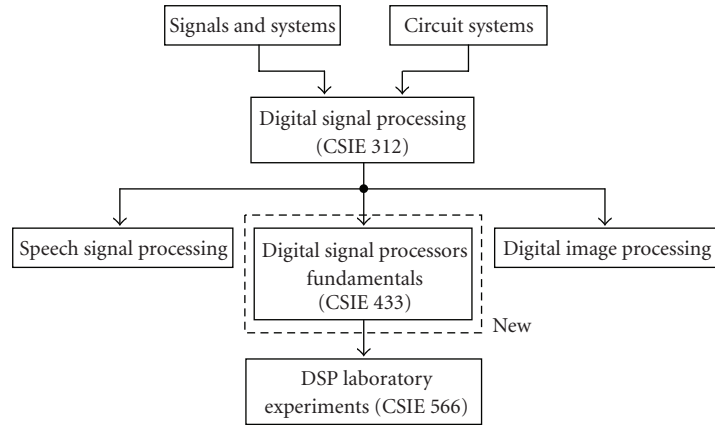 Signals and systems
Circuit systems
Digital signal processing
(CSIE 312)
Speech signal processing
Digital signal processors
fundamentals
(CSIE 433)
Digital image processing
New
DSP laboratory
experiments (CSIE 566)